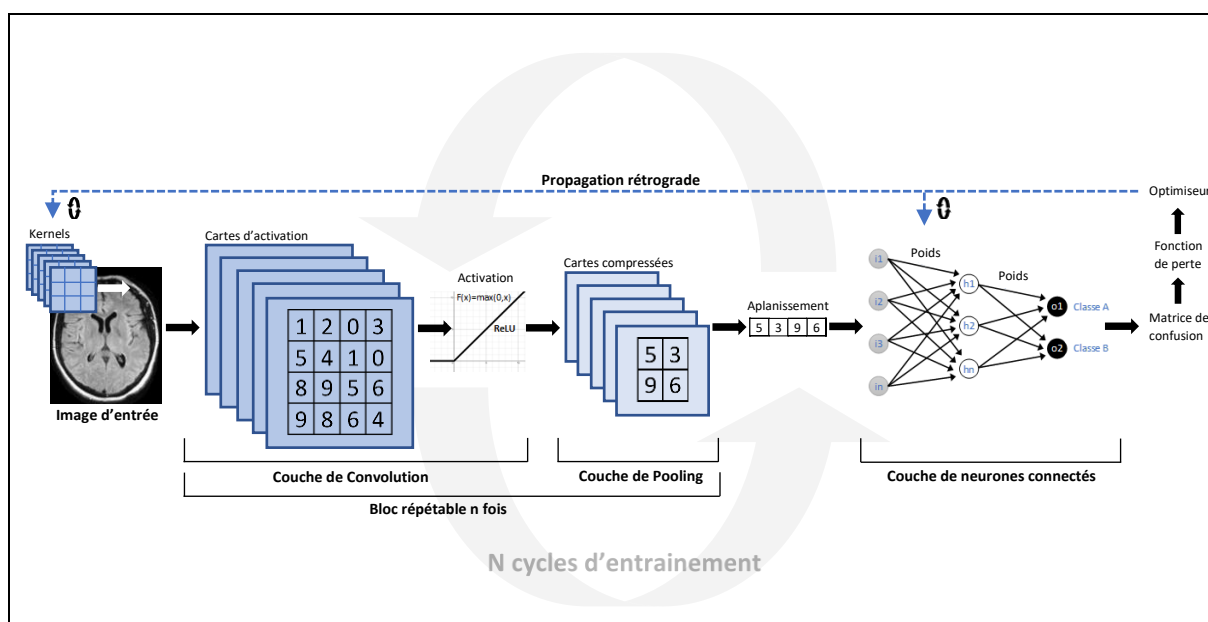 Propagation rétrograde
Optimiseur
Kernels
Cartes d'activation
Activation
F(x)=max(0,x)
ReLU
Cartes compressées
Aplanissement
Poids
Poids
Fonction
de perte
Matrice de
confusion
1 2 0 3
5 4 1 0
8 9 5 6
9 8 6 4
5 3
9 6
5 3 9 6
i1
i2
i3
in
h1
h2
hn
o1
o2
Classe A
Classe B
Image d'entrée
Couche de Convolution
Couche de Pooling
Couche de neurones connectés
Bloc répétable n fois
N cycles d'entrainement